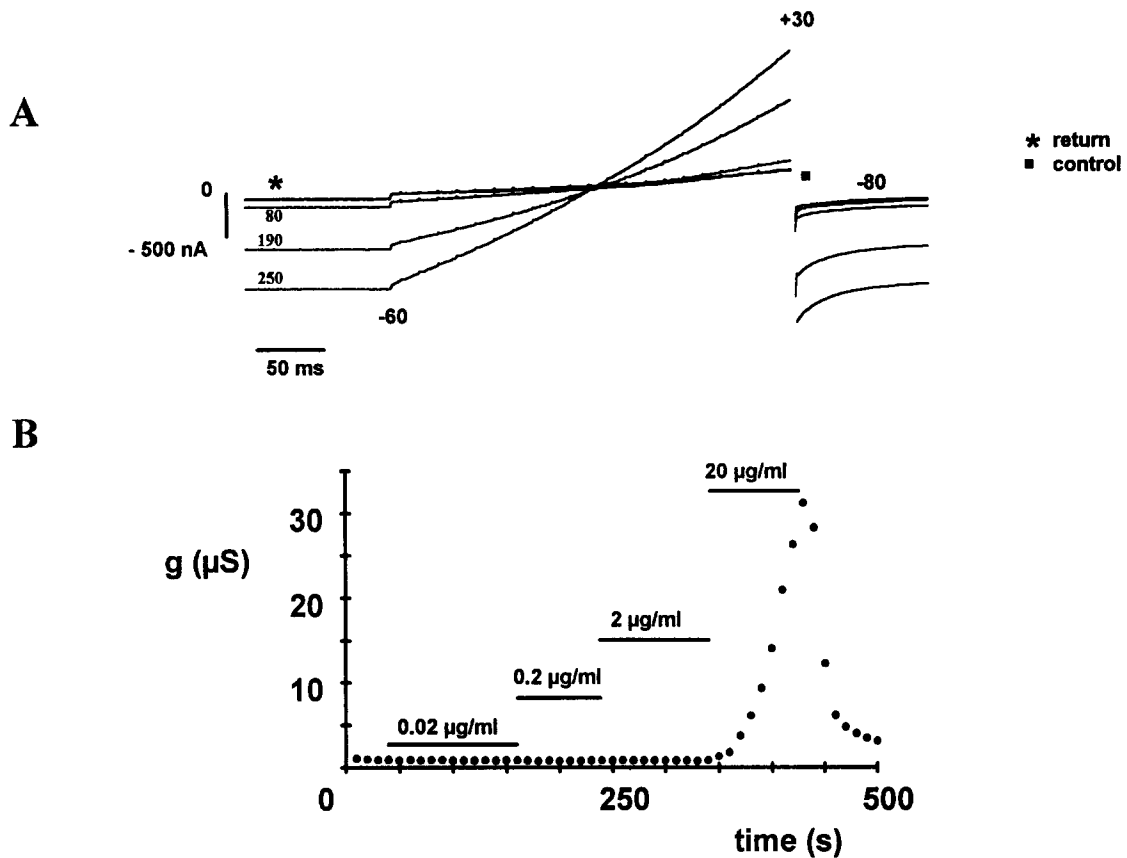 A
+30
* return
■ control
0
*
■
-80
80
- 500 nA
190
250
-60
50 ms
B
20 µg/ml
30
g (µS)
20
2 µg/ml
0.2 µg/ml
10
0.02 µg/ml
0
250
500
time (s)